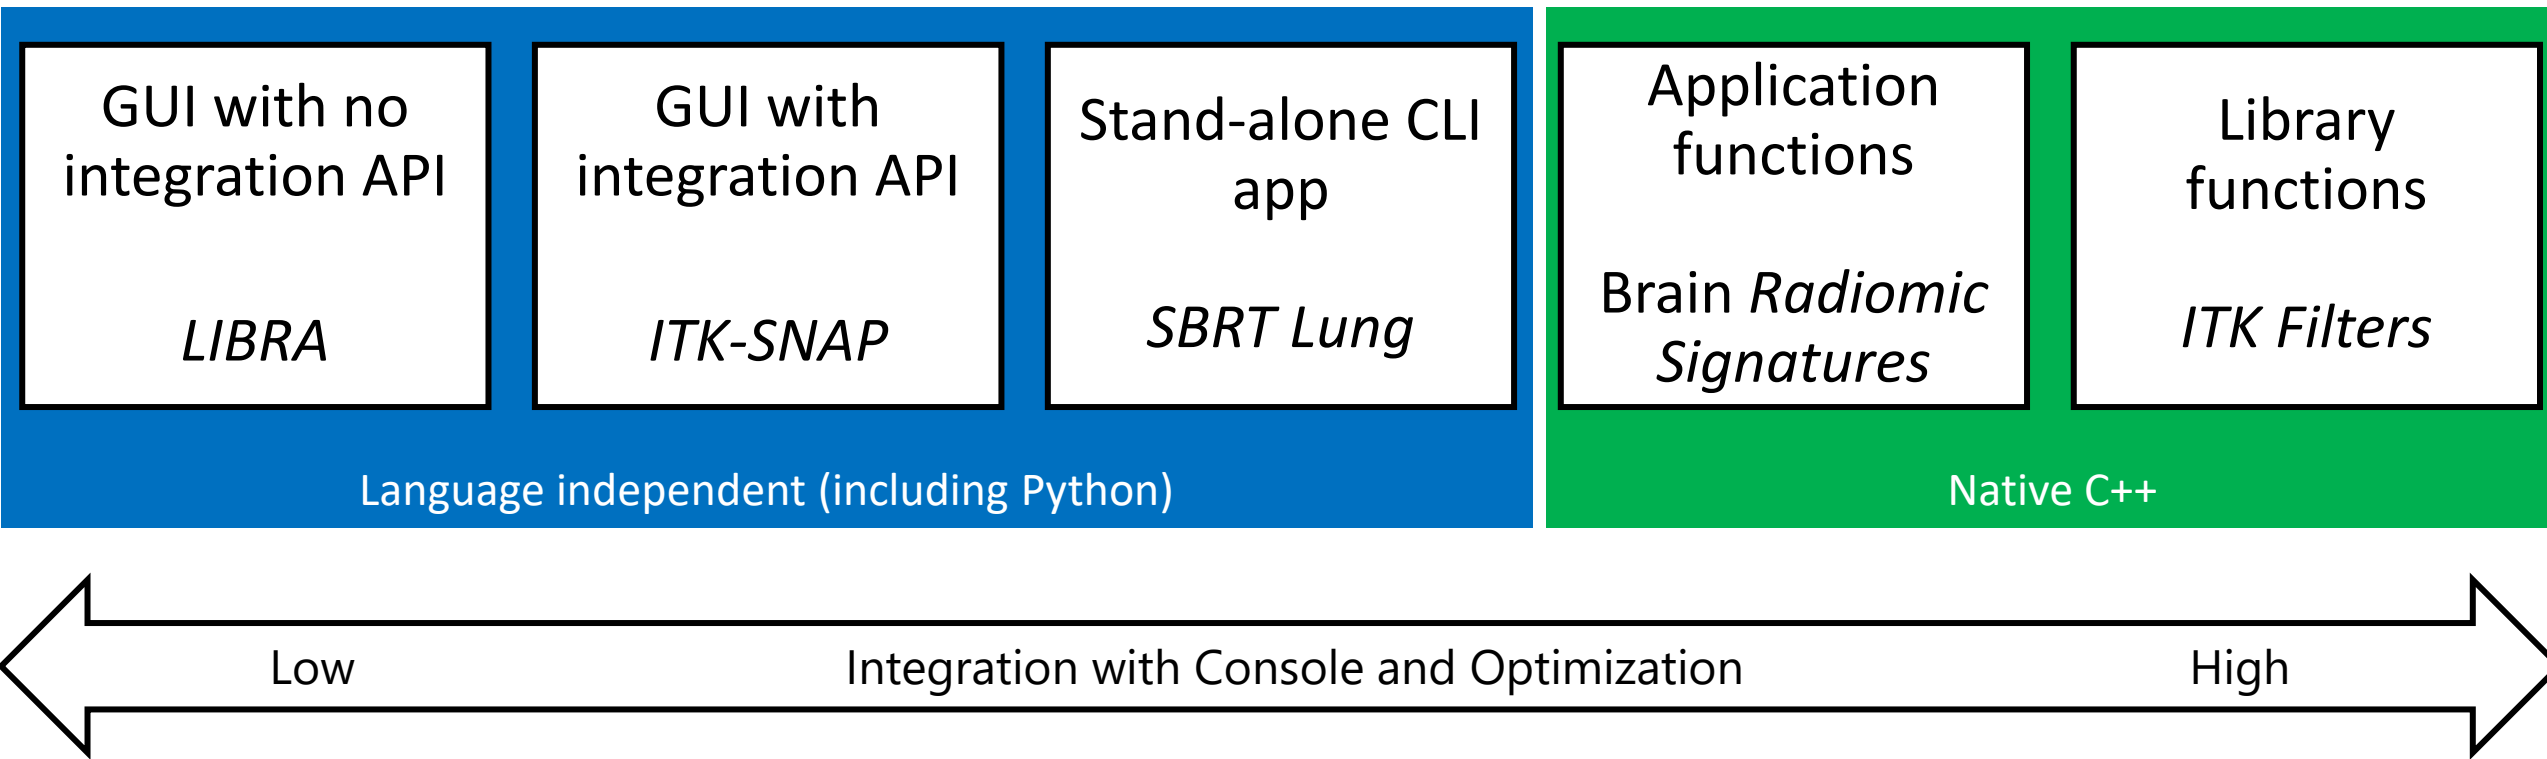 GUI with no
integration API
LIBRA
GUI with
integration API
ITK-SNAP
Stand-alone CLI
app
SBRT Lung
Application
functions
Brain Radiomic
Signatures
Library
functions
ITK Filters
Language independent (including Python)
Native C++
Low
Integration with Console and Optimization
High